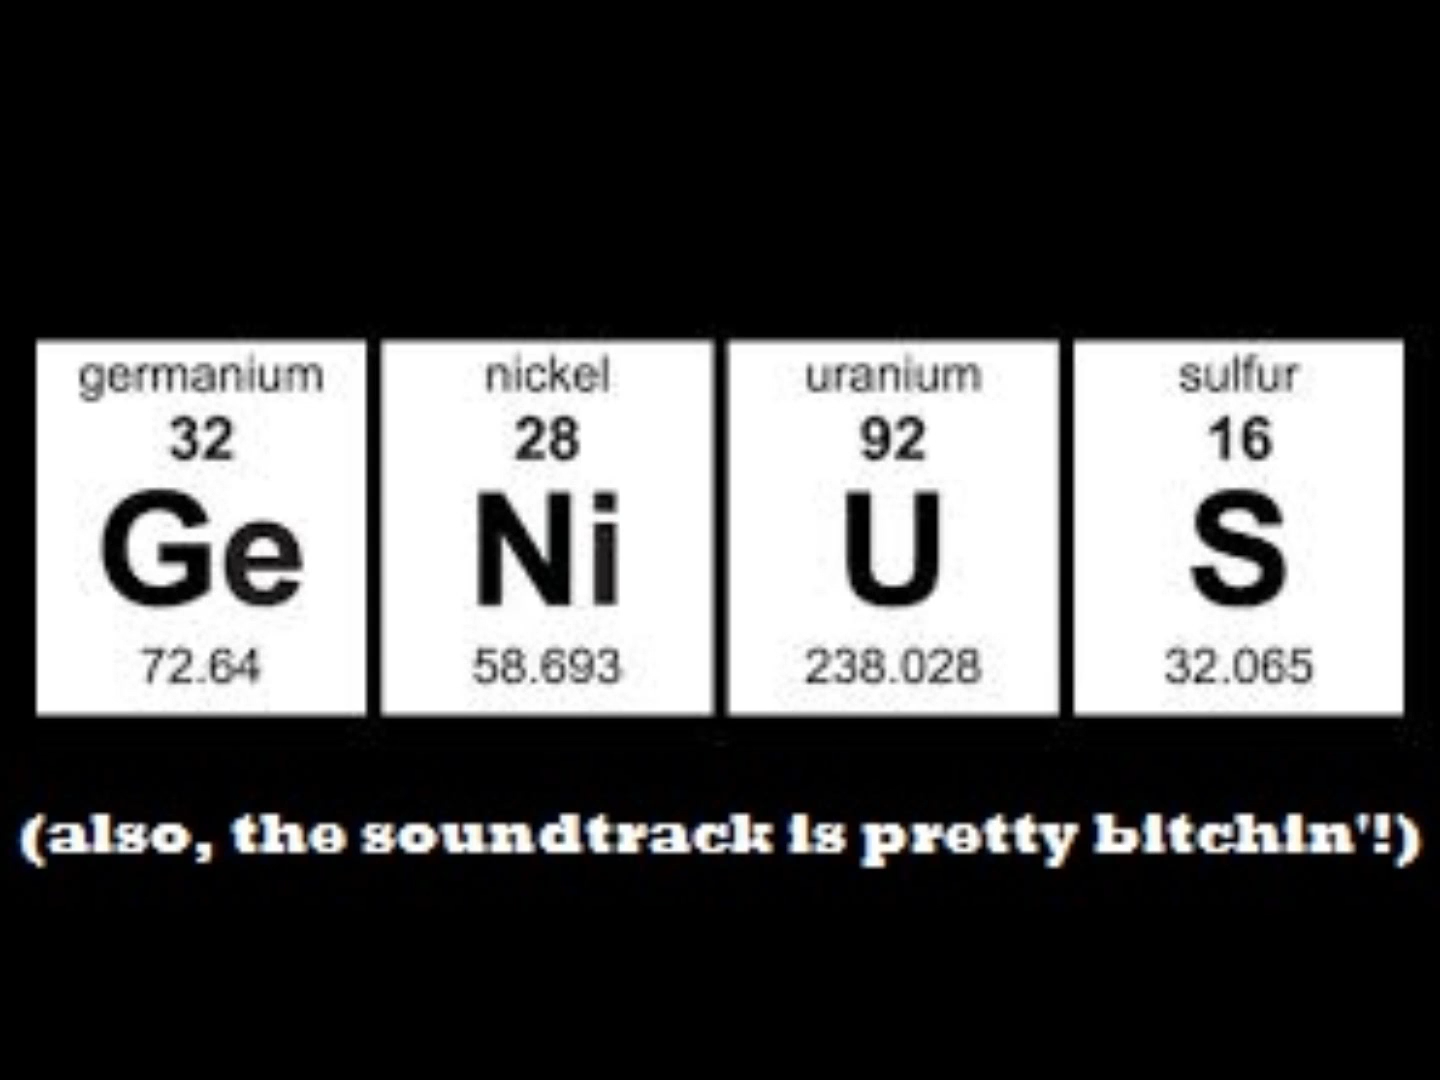 germanium nickel uranium sulfur
32 28 92 16
Ge Ni U S
72.64 58.693 238.028 32.065
(also, the soundtrack is pretty bitchin'!)